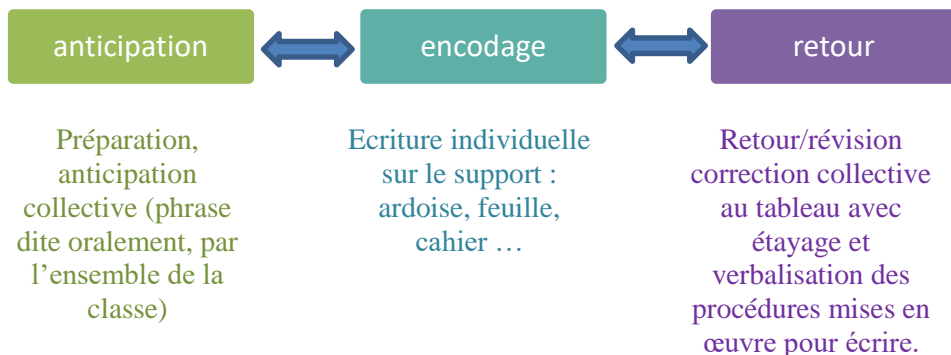 anticipation
encodage
retour
Préparation,
anticipation
collective (phrase
dite oralement, par
l’ensemble de la
classe)
Ecriture individuelle
sur le support :
ardoise, feuille,
cahier …
Retour/révision
correction collective
au tableau avec
étayage et
verbalisation des
procédures mises en
œuvre pour écrire.